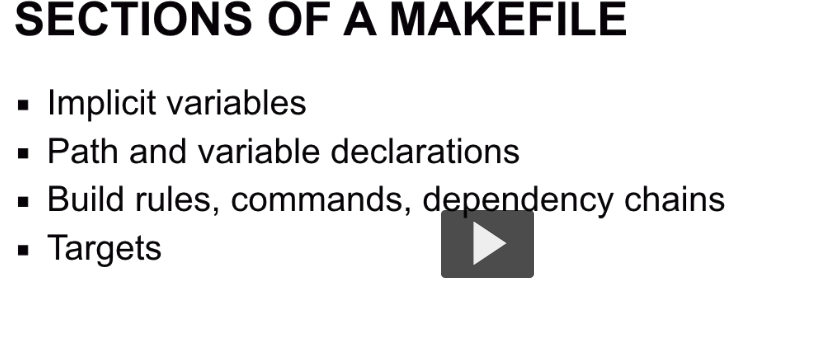 SECTIONS OF A MAKEFILE
▪ Implicit variables
▪ Path and variable declarations
▪ Build rules, commands, dependency chains
▪ Targets